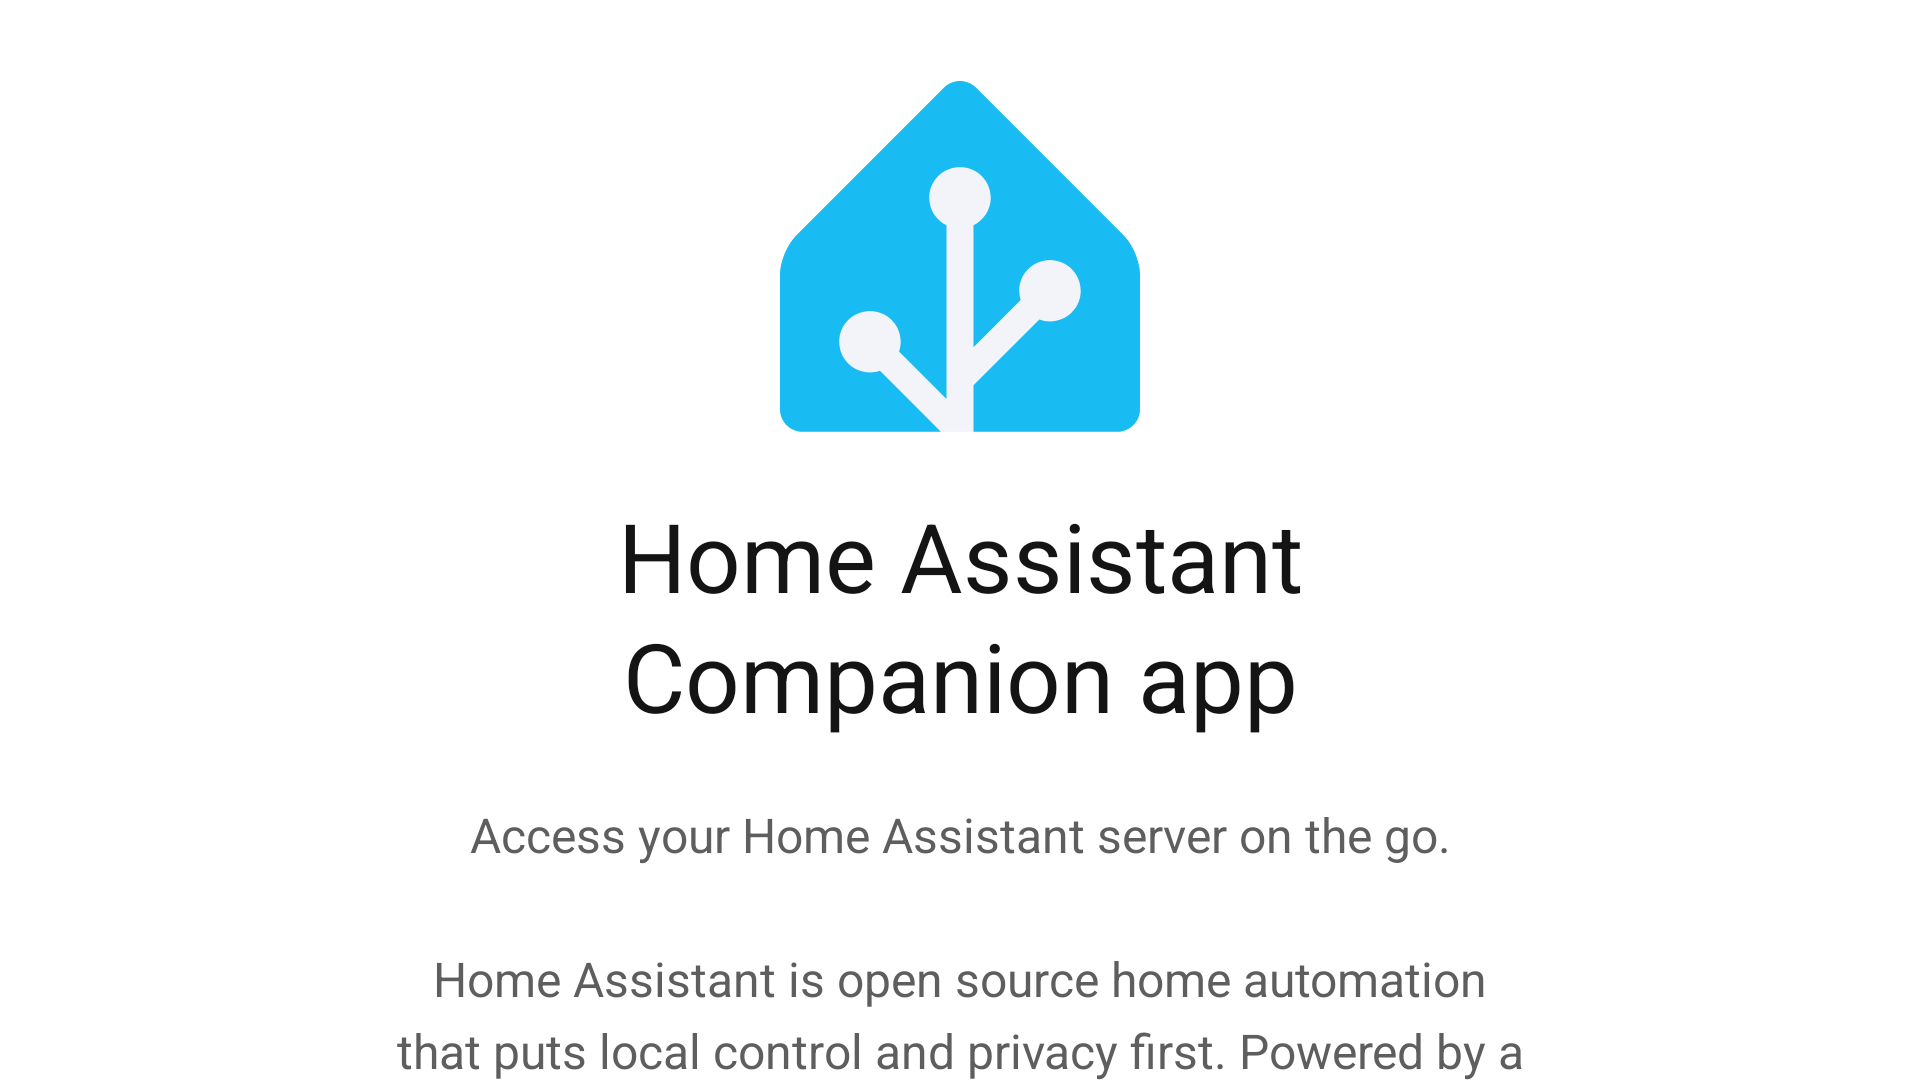 Home Assistant
Companion app
Access your Home Assistant server on the go.
Home Assistant is open source home automation
that puts local control and privacy first. Powered by a